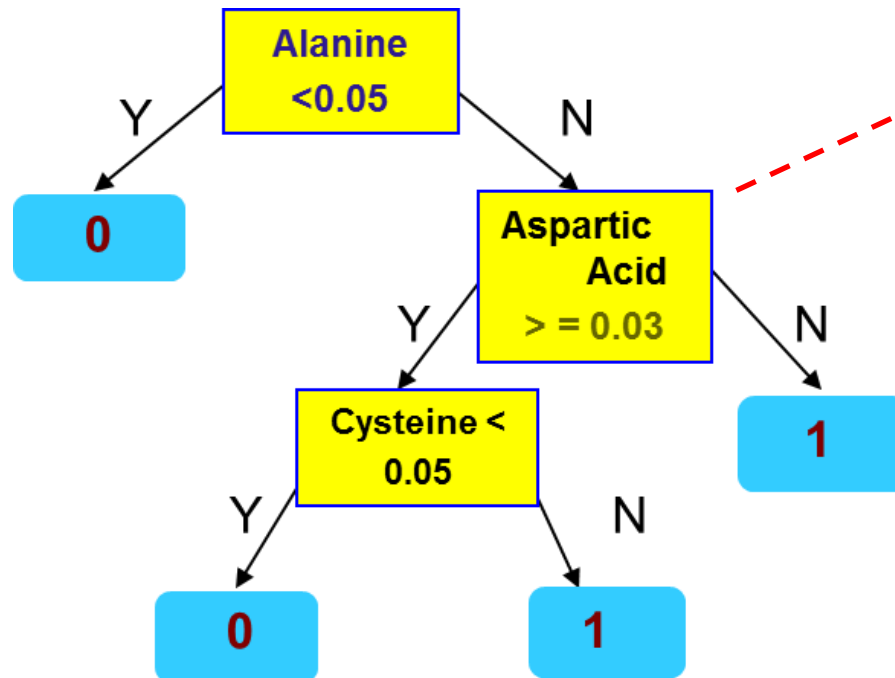 Alanine
<0.05
Y
N
0
Aspartic
Acid
> = 0.03
Y
N
Cysteine <
0.05
1
Y
N
0
1